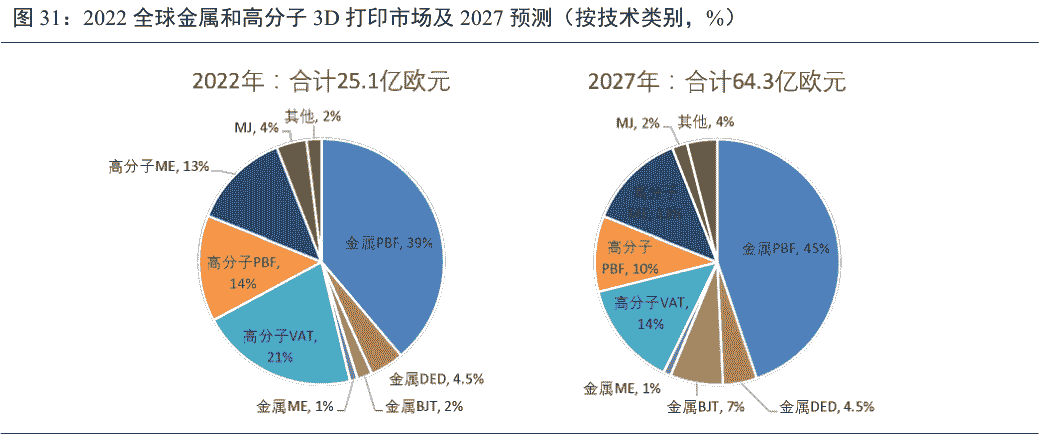 图 31：2022 全球金属和高分子 3D 打印市场及 2027 预测（按技术类别，%）
2022年：合计25.1亿欧元
其他, 2%
MJ, 4%
高分子ME, 13%
金属PBF, 39%
高分子PBF,
14%
高分子VAT,
21%
金属DED, 4.5%
金属ME, 1%
金属BJT, 2%
2027年：合计64.3亿欧元
MJ, 2%
其他, 4%
金属PBF, 45%
高分子
PBF, 10%
高分子VAT,
14%
金属ME, 1%
金属BJT, 7%
金属DED, 4.5%